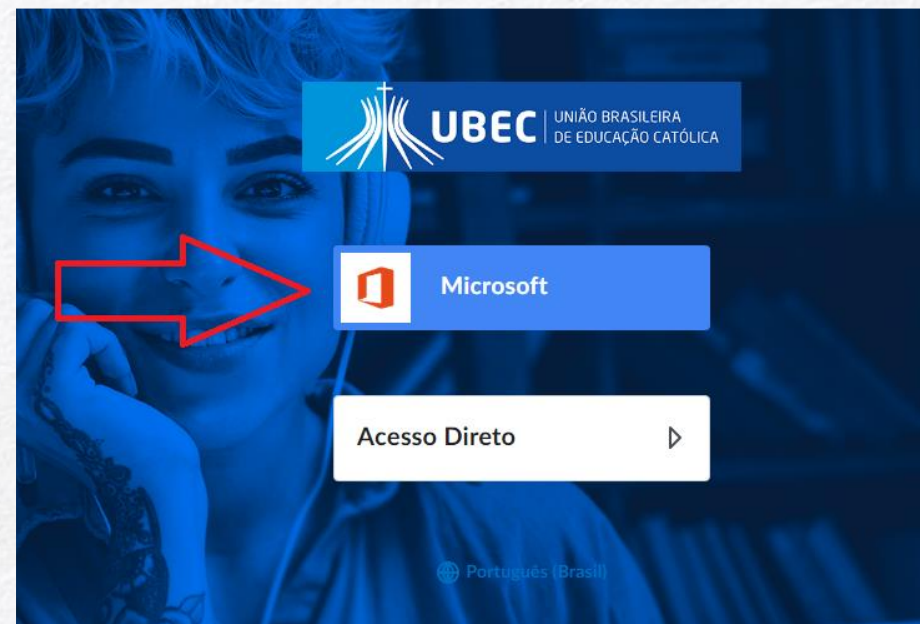 UBEC
UNIÃO BRASILEIRA
DE EDUCAÇÃO CATÓLICA
Microsoft
Acesso Direto
Português (Brasil)